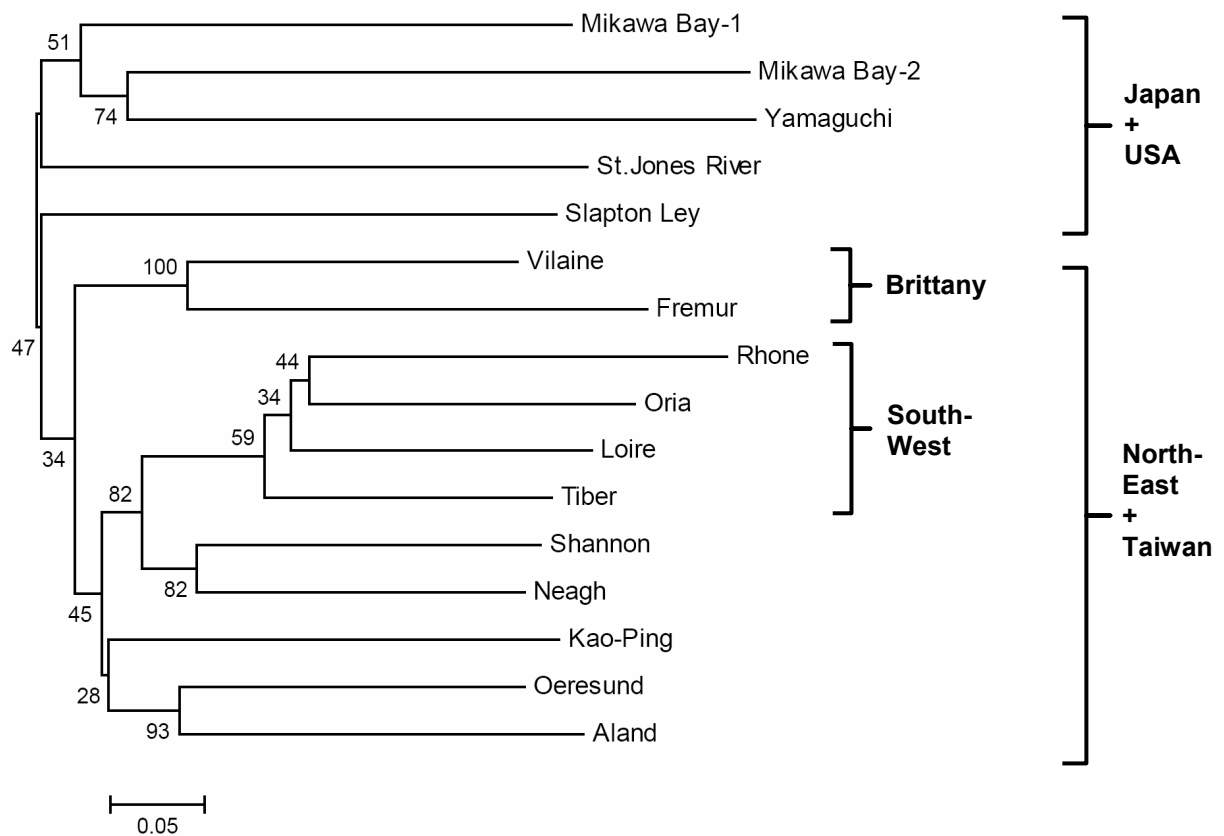 Mikawa Bay-1
51
Mikawa Bay-2
74
Yamaguchi
Japan
+
USA
St.Jones River
Slapton Ley
Vilaine
100
Brittany
Fremur
47
Rhone
44
Oria
34
South-
West
59
Loire
34
North-
East
+
Taiwan
82
Tiber
Shannon
82
Neagh
45
Kao-Ping
28
Oeresund
93
Aland
0.05